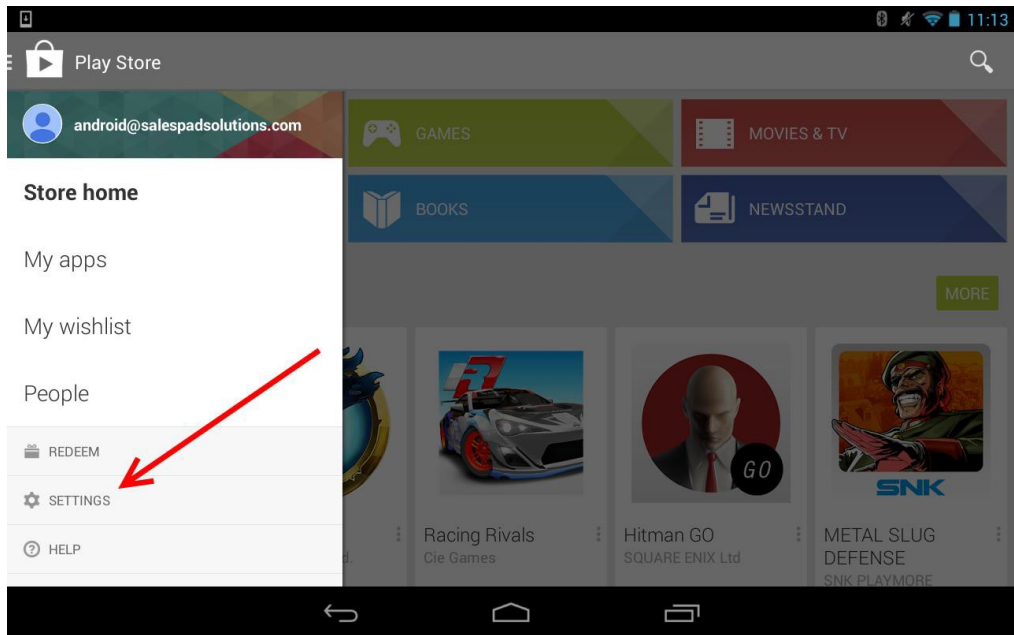 11:13
Play Store
android@salespadsolutions.com
Store home
My apps
My wishlist
People
REDEEM
SETTINGS
HELP
GAMES
MOVIES & TV
BOOKS
NEWSSTAND
MORE
R
GO
SNK
d.
Racing Rivals
Cie Games
Hitman GO
SQUARE ENIX Ltd
METAL SLUG
DEFENSE
SNK PLAYMORE